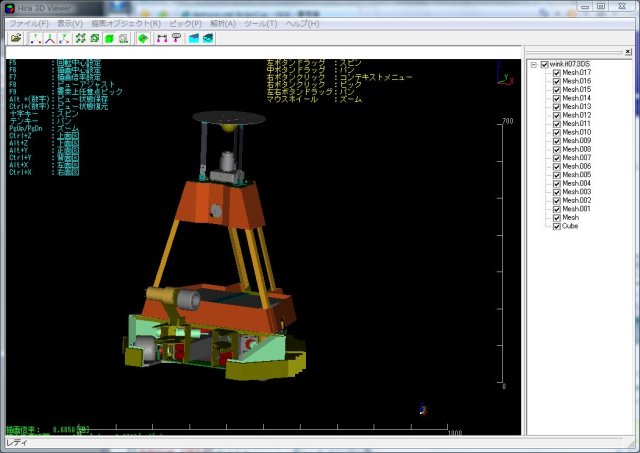 Hira 3D Viewer
ファイル(F) 表示(V) 描画オブジェクト(R) ピック(P) 解析(A) ツール(T) ヘルプ(H)
F5 : 回転中心設定
F6 : 描画中心設定
F7 : 描画倍率設定
F8 : ビューアジャスト
F9 : 要素上任意点ピック
Alt +(数字) : ビュー状態保存
Ctrl+(数字) : ビュー状態復元
十字キー : スピン
テンキー : パン
PgUp/PgDn : ズーム
Ctrl+Z : 上面図
Alt+Z : 下面図
Alt+Y : 正面図
Ctrl+Y : 背面図
Alt+X : 左面図
Ctrl+X : 右面図
左ボタンドラッグ : スピン
中ボタンドラッグ : パン
右ボタンクリック : コンテキストメニュー
左ボタンクリック : ピック
左右ボタンドラッグ : パン
マウスホイール : ズーム
700
0
1000
描画倍率: 0.6050[倍]
レディ
winkit073DS
Mesh.017
Mesh.016
Mesh.015
Mesh.014
Mesh.013
Mesh.012
Mesh.011
Mesh.010
Mesh.009
Mesh.008
Mesh.007
Mesh.006
Mesh.005
Mesh.004
Mesh.003
Mesh.002
Mesh.001
Mesh
Cube